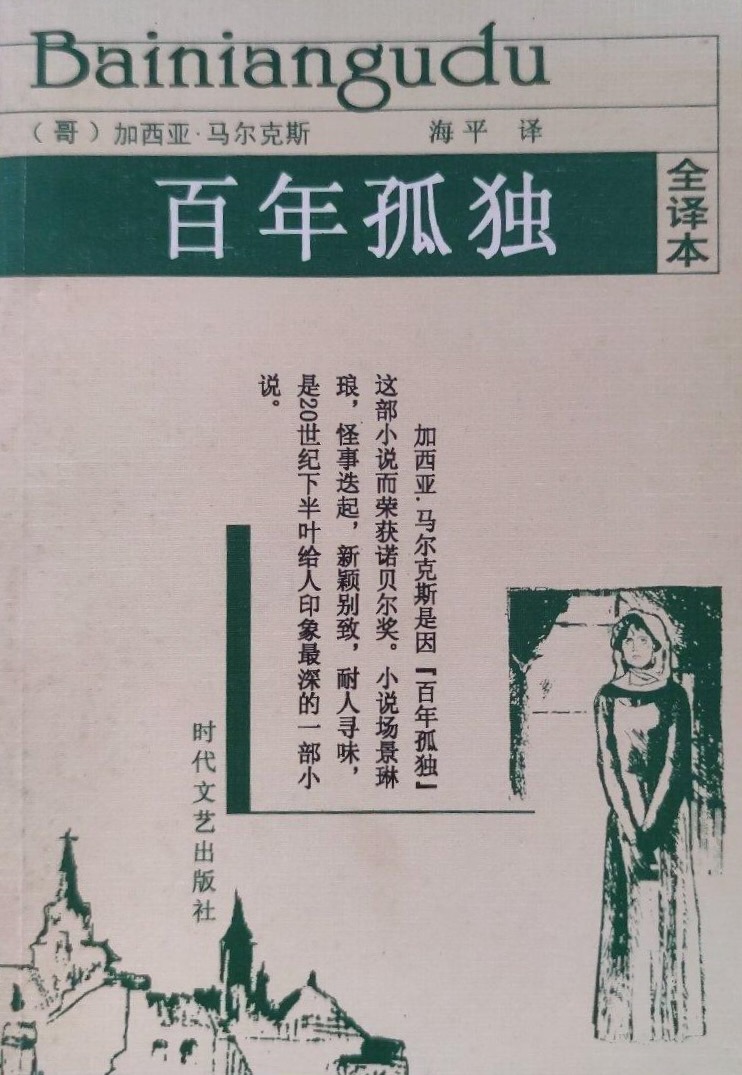 Bainiangudu
（哥）加西亚·马尔克斯 海平 译
百年孤独
全译本
加西亚·马尔克斯是因『百年孤独』
这部小说而荣获诺贝尔奖。小说场景琳
琅，怪事迭起，新颖别致，耐人寻味，
是20世纪下半叶给人印象最深的一部小
说。
时代文艺出版社